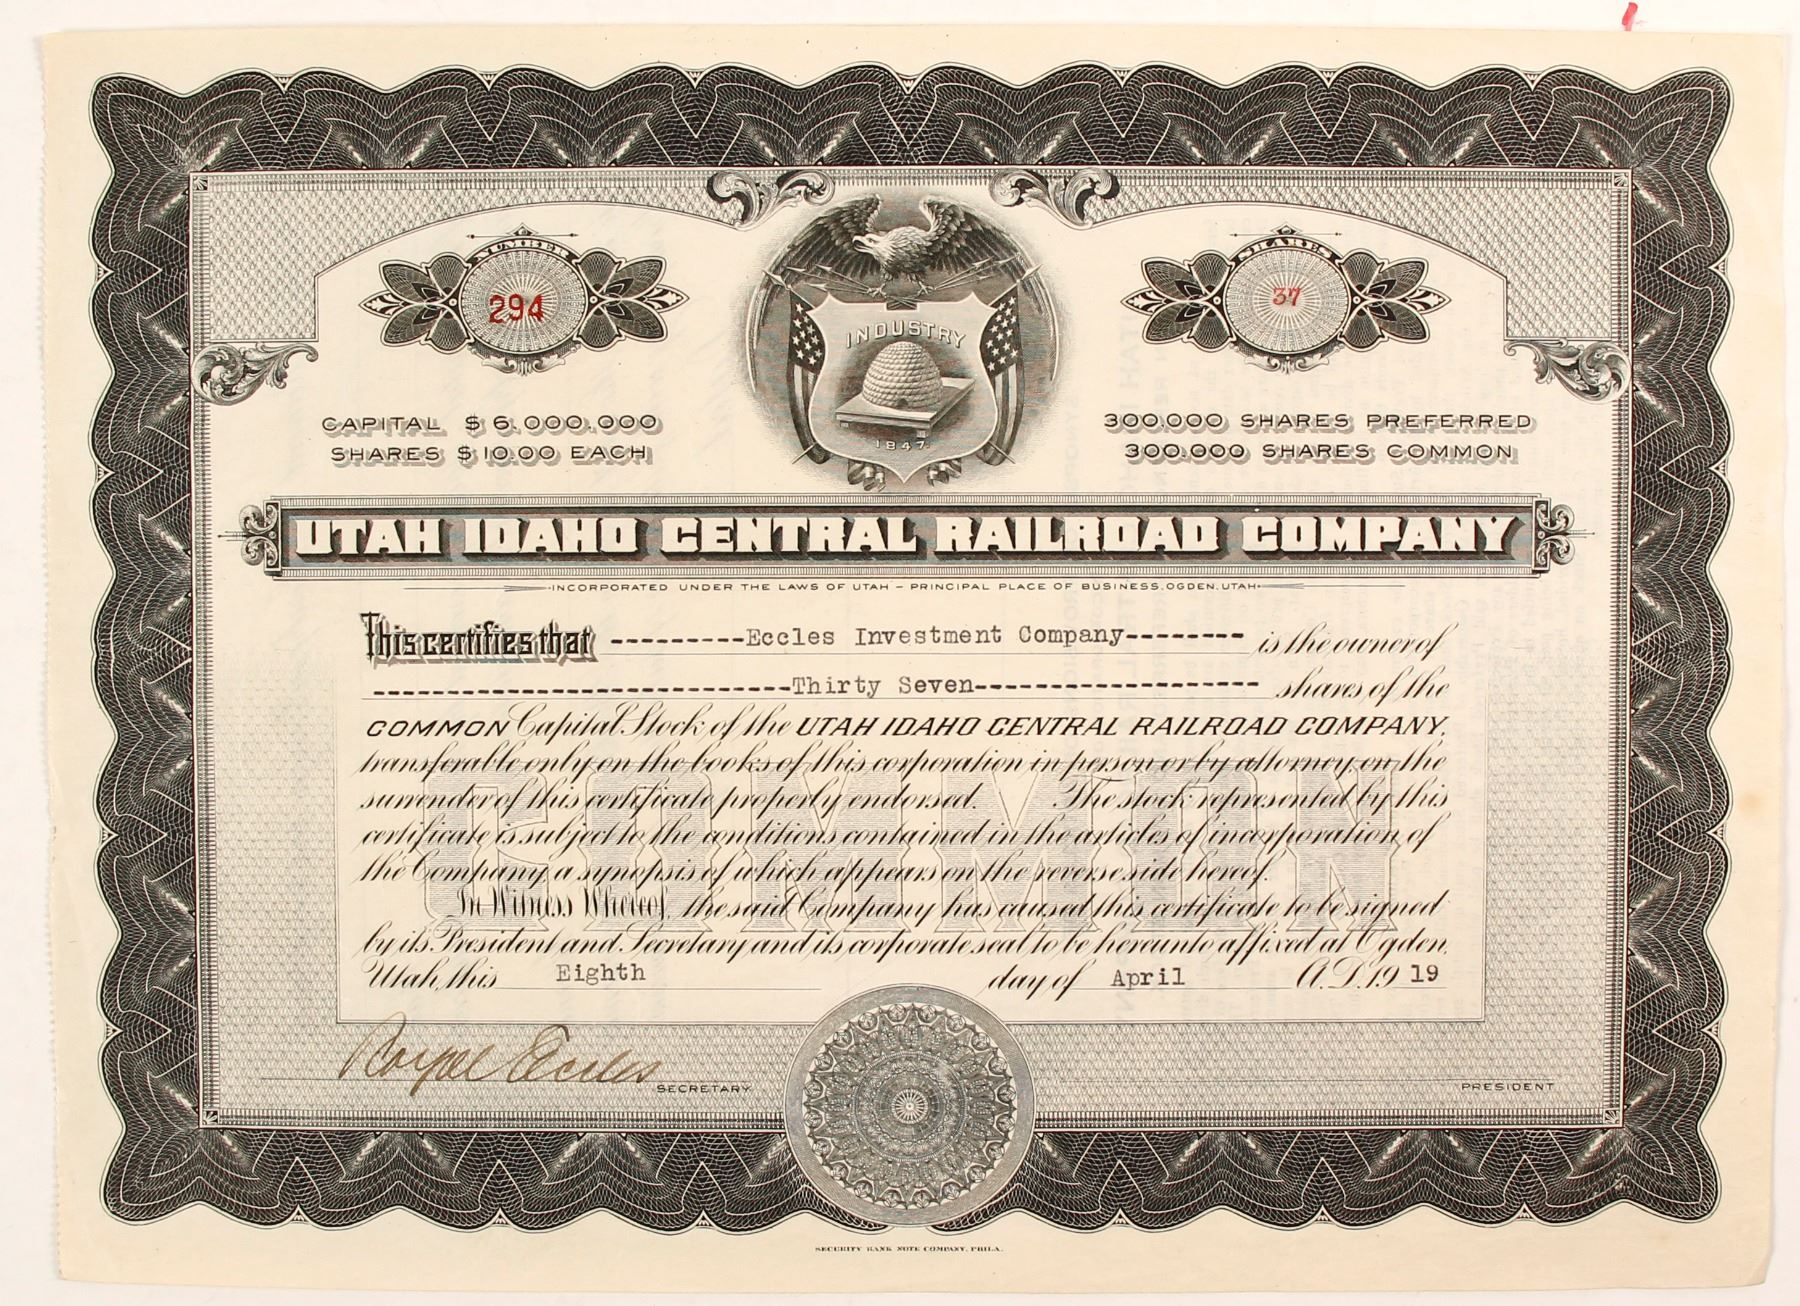 NUMBER
294
SHARES
37
INDUSTRY
1847
CAPITAL $6,000,000
SHARES $10.00 EACH
300,000 SHARES PREFERRED
300,000 SHARES COMMON
UTAH IDAHO CENTRAL RAILROAD COMPANY
INCORPORATED UNDER THE LAWS OF UTAH - PRINCIPAL PLACE OF BUSINESS, OGDEN, UTAH
This certifies that ---------Eccles Investment Company-------- is the owner of
----------------------------Thirty Seven------------------- shares of the
COMMON Capital Stock of the UTAH IDAHO CENTRAL RAILROAD COMPANY,
transferable only on the books of this corporation in person or by attorney on the
surrender of this certificate properly endorsed. The stock represented by this
certificate is subject to the conditions contained in the articles of incorporation of
the Company, a synopsis of which appears on the reverse side hereof.
In Witness Whereof, the said Company has caused this certificate to be signed
by its President and Secretary and its corporate seal to be hereunto affixed at Ogden,
Utah, this Eighth day of April A.D. 1919
COMMON
Royal Eccles SECRETARY
PRESIDENT
SECURITY BANK NOTE COMPANY, PHILA.